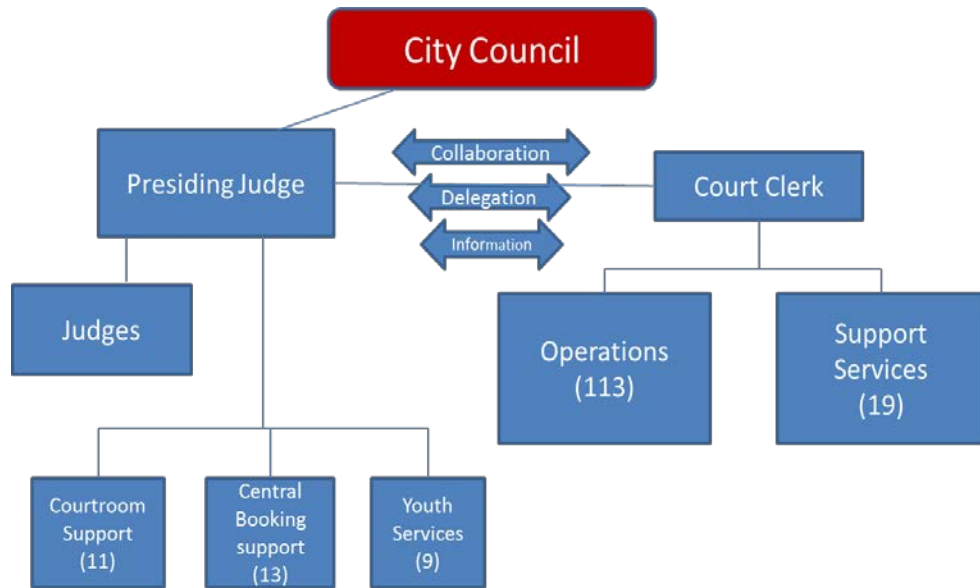 City Council
Presiding Judge
Collaboration
Delegation
Information
Court Clerk
Judges
Operations
(113)
Support
Services
(19)
Courtroom
Support
(11)
Central
Booking
support
(13)
Youth
Services
(9)